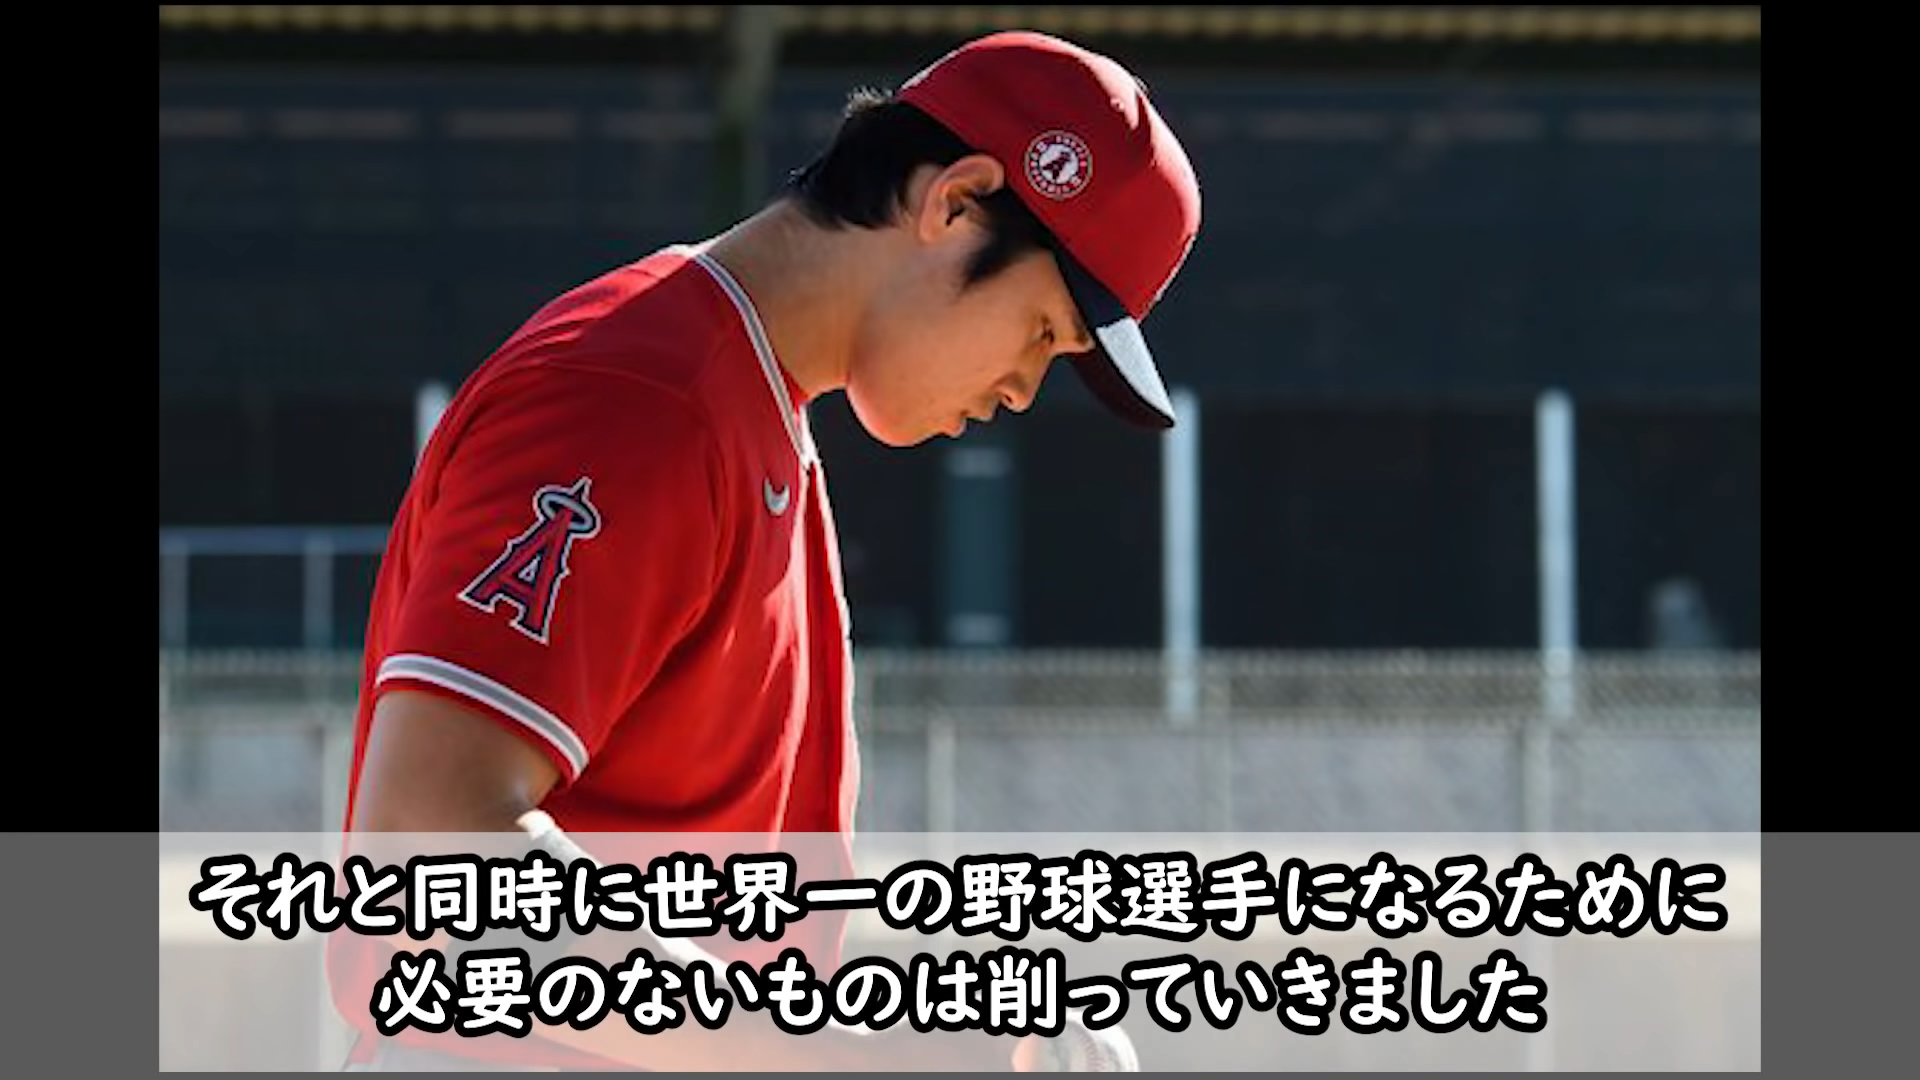 それと同時に世界一の野球選手になるために
必要のないものは削っていきました
A